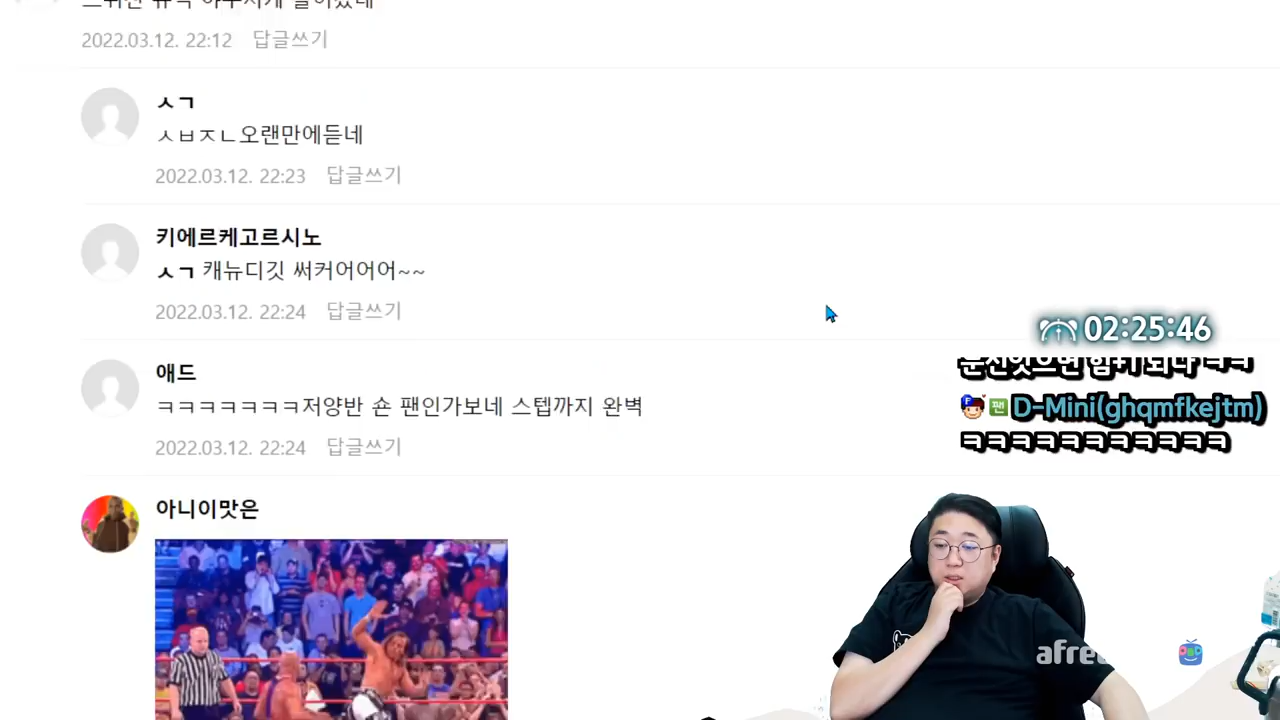 2022.03.12. 22:12 답글쓰기
ㅅㄱ
ㅅㅂㅈㄴ오랜만에듣네
2022.03.12. 22:23 답글쓰기
키에르케고르시노
ㅅㄱ 캐뉴디깃 써커어어어~~
2022.03.12. 22:24 답글쓰기
02:25:46
애드
ㅋㅋㅋㅋㅋㅋㅋ저양반 숀 팬인가보네 스텝까지 완벽
2022.03.12. 22:24 답글쓰기
F 팬 D-Mini(ghqmfkejtm)
ㅋㅋㅋㅋㅋㅋㅋㅋㅋㅋㅋ
아니이맛은